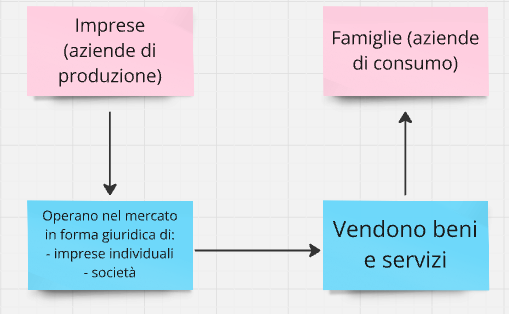 Imprese
(aziende di
produzione)
Famiglie (aziende
di consumo)
Operano nel mercato
in forma giuridica di:
- imprese individuali
- società
Vendono beni
e servizi